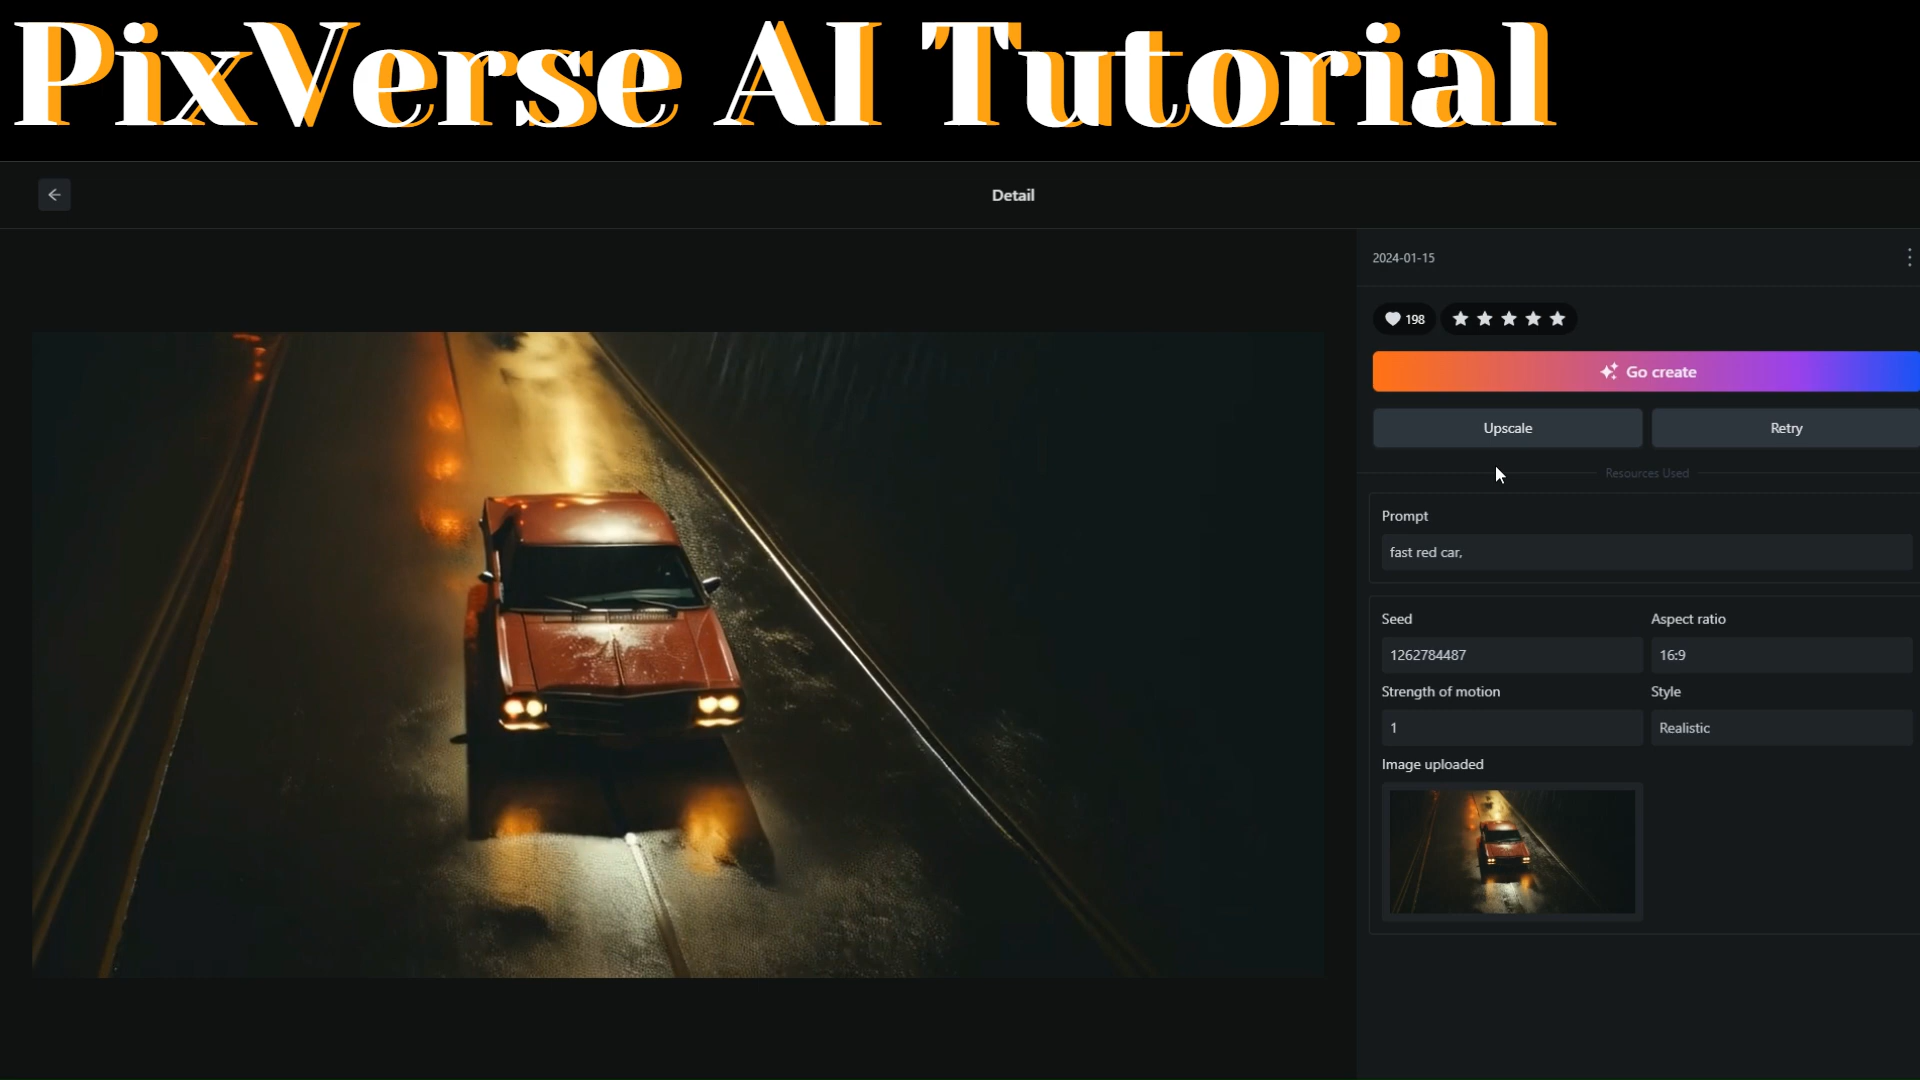 PixVerse AI Tutorial
Detail
2024-01-15
198
Go create
Upscale
Retry
Resources Used
Prompt
fast red car,
Seed
Aspect ratio
1262784487
16:9
Strength of motion
Style
1
Realistic
Image uploaded